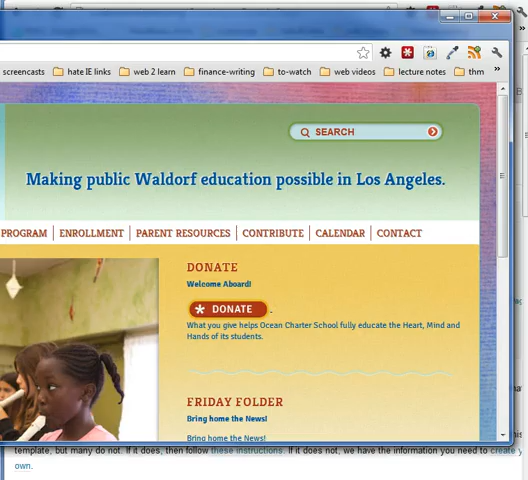 screencasts hate IE links web 2 learn finance-writing to-watch web videos lecture notes thm »
SEARCH
Making public Waldorf education possible in Los Angeles.
PROGRAM ENROLLMENT PARENT RESOURCES CONTRIBUTE CALENDAR CONTACT
DONATE
Welcome Aboard!
DONATE
What you give helps Ocean Charter School fully educate the Heart, Mind and
Hands of its students.
FRIDAY FOLDER
Bring home the News!
Bring home the News!
template, but many do not. If it does, then follow these instructions. If it does not, we have the information you need to create y
own.